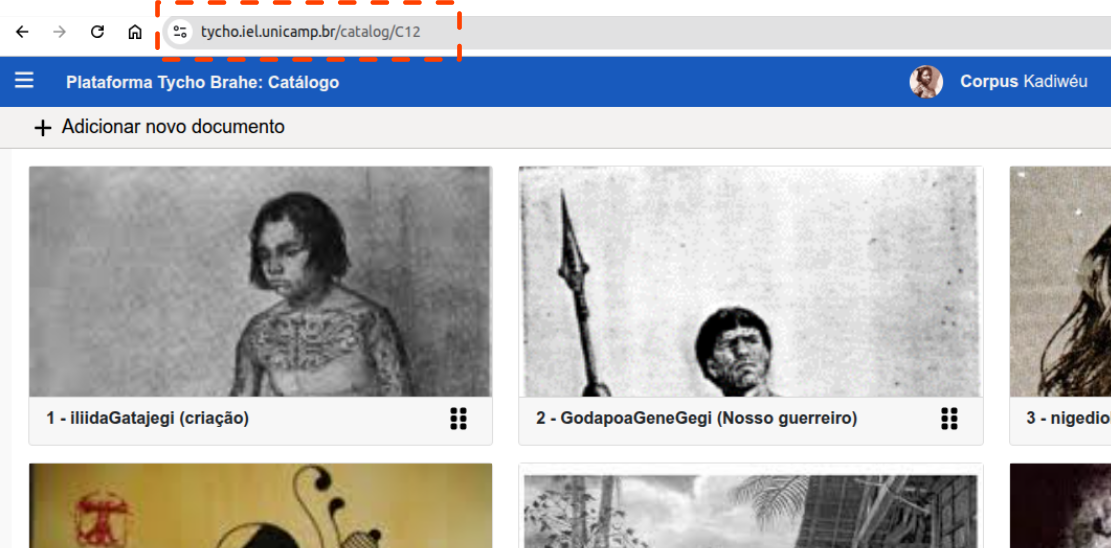 tycho.iel.unicamp.br/catalog/C12
Plataforma Tycho Brahe: Catálogo
Corpus Kadiwéu
+ Adicionar novo documento
1 - iliidaGatajegi (criação)
2 - GodapoaGeneGegi (Nosso guerreiro)
3 - nigedio